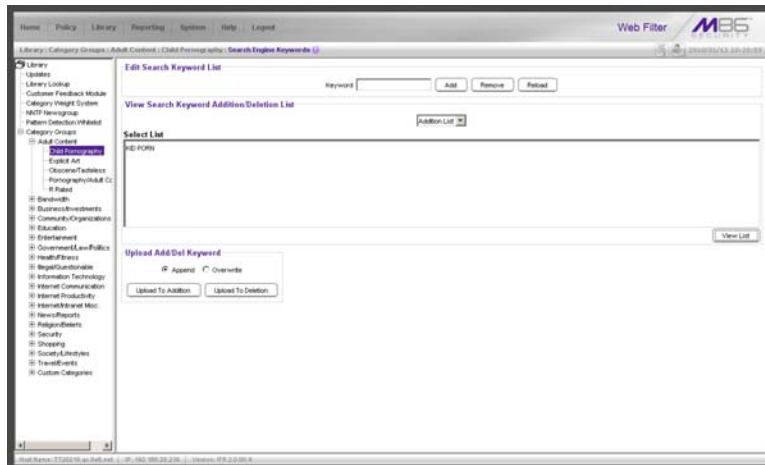 Home Policy Library Reporting System Help Logout
Web Filter
M86
SECURITY
Library : Category Groups : Adult Content : Child Pornography : Search Engine Keywords
Library
Updates
Library Lookup
Customer Feedback Module
Category Weight System
NNTP Newsgroup
Pattern Detection Whitelist
Category Groups
Adult Content
Child Pornography
Explicit Art
Obscene/Tasteless
Pornography/Adult Co
R Rated
Bandwidth
Business/Investments
Community/Organizations
Education
Entertainment
Government/Law/Politics
Health/Fitness
Illegal/Questionable
Information Technology
Internet Communication
Internet Productivity
Internet/Intranet Misc.
News/Reports
Religion/Beliefs
Security
Shopping
Society/Lifestyles
Travel/Events
Custom Categories
Edit Search Keyword List
Keyword Add Remove Reload
View Search Keyword Addition/Deletion List
Addition List
Select List
KID PORN
View List
Upload Add/Del Keyword
Append Overwrite
Upload To Addition Upload To Deletion